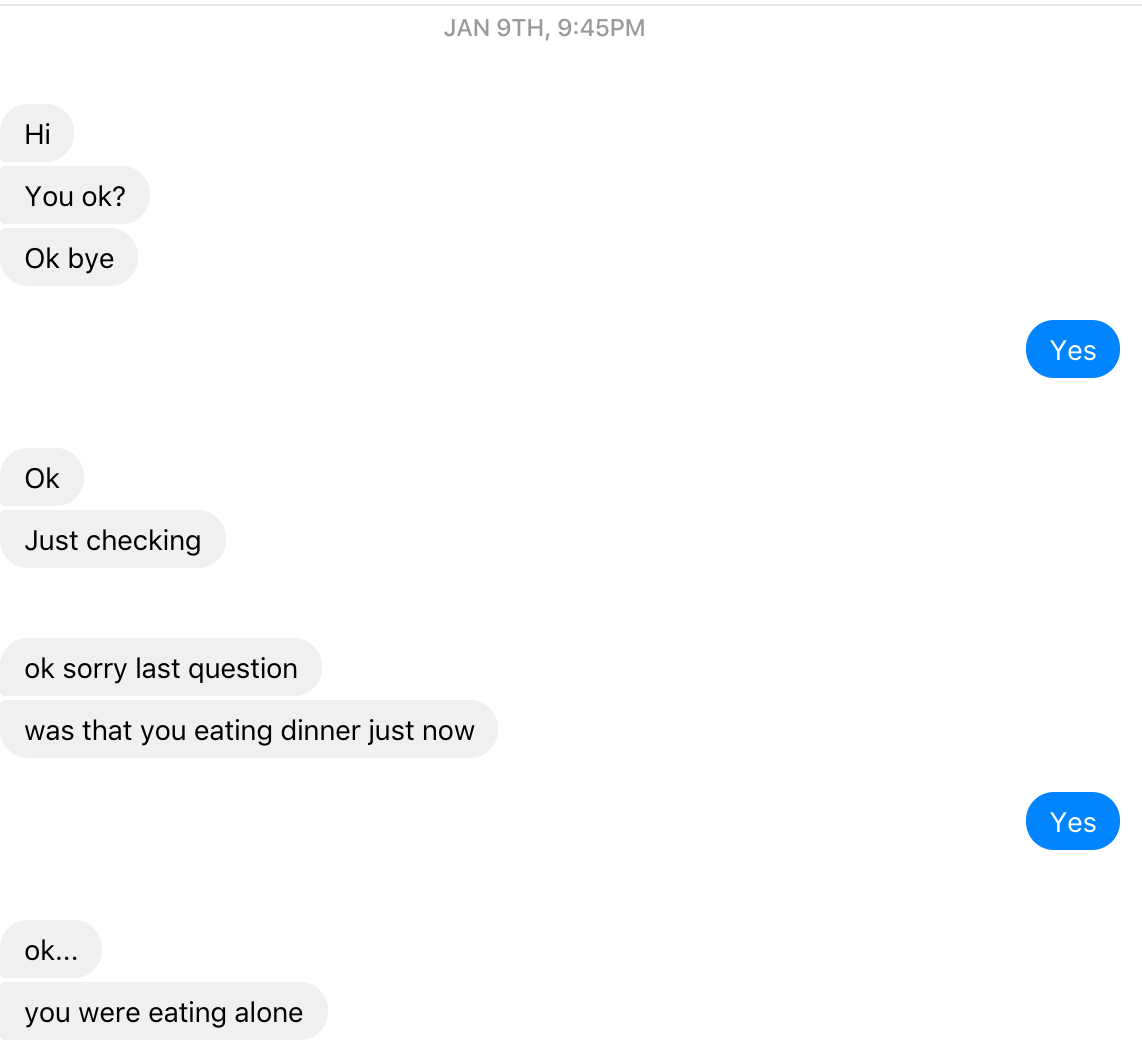 JAN 9TH, 9:45PM
Hi
You ok?
Ok bye
Yes
Ok
Just checking
ok sorry last question
was that you eating dinner just now
Yes
ok...
you were eating alone